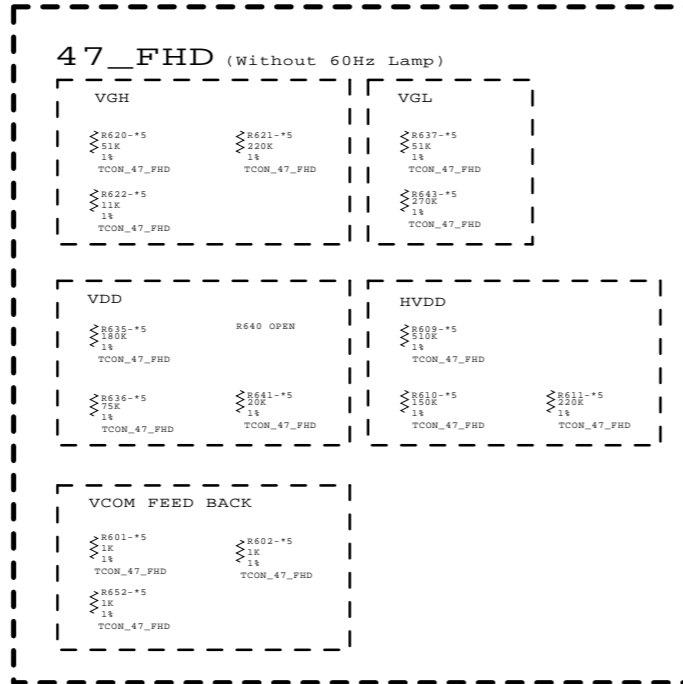 47_FHD (Without 60Hz Lamp)
VGH
R620-*5
51K
1%
TCON_47_FHD
R621-*5
220K
1%
TCON_47_FHD
R622-*5
11K
1%
TCON_47_FHD
VGL
R637-*5
51K
1%
TCON_47_FHD
R643-*5
270K
1%
TCON_47_FHD
VDD
R635-*5
180K
1%
TCON_47_FHD
R640 OPEN
R636-*5
75K
1%
TCON_47_FHD
R641-*5
20K
1%
TCON_47_FHD
HVDD
R609-*5
510K
1%
TCON_47_FHD
R610-*5
150K
1%
TCON_47_FHD
R611-*5
220K
1%
TCON_47_FHD
VCOM FEED BACK
R601-*5
1K
1%
TCON_47_FHD
R602-*5
1K
1%
TCON_47_FHD
R652-*5
1K
1%
TCON_47_FHD